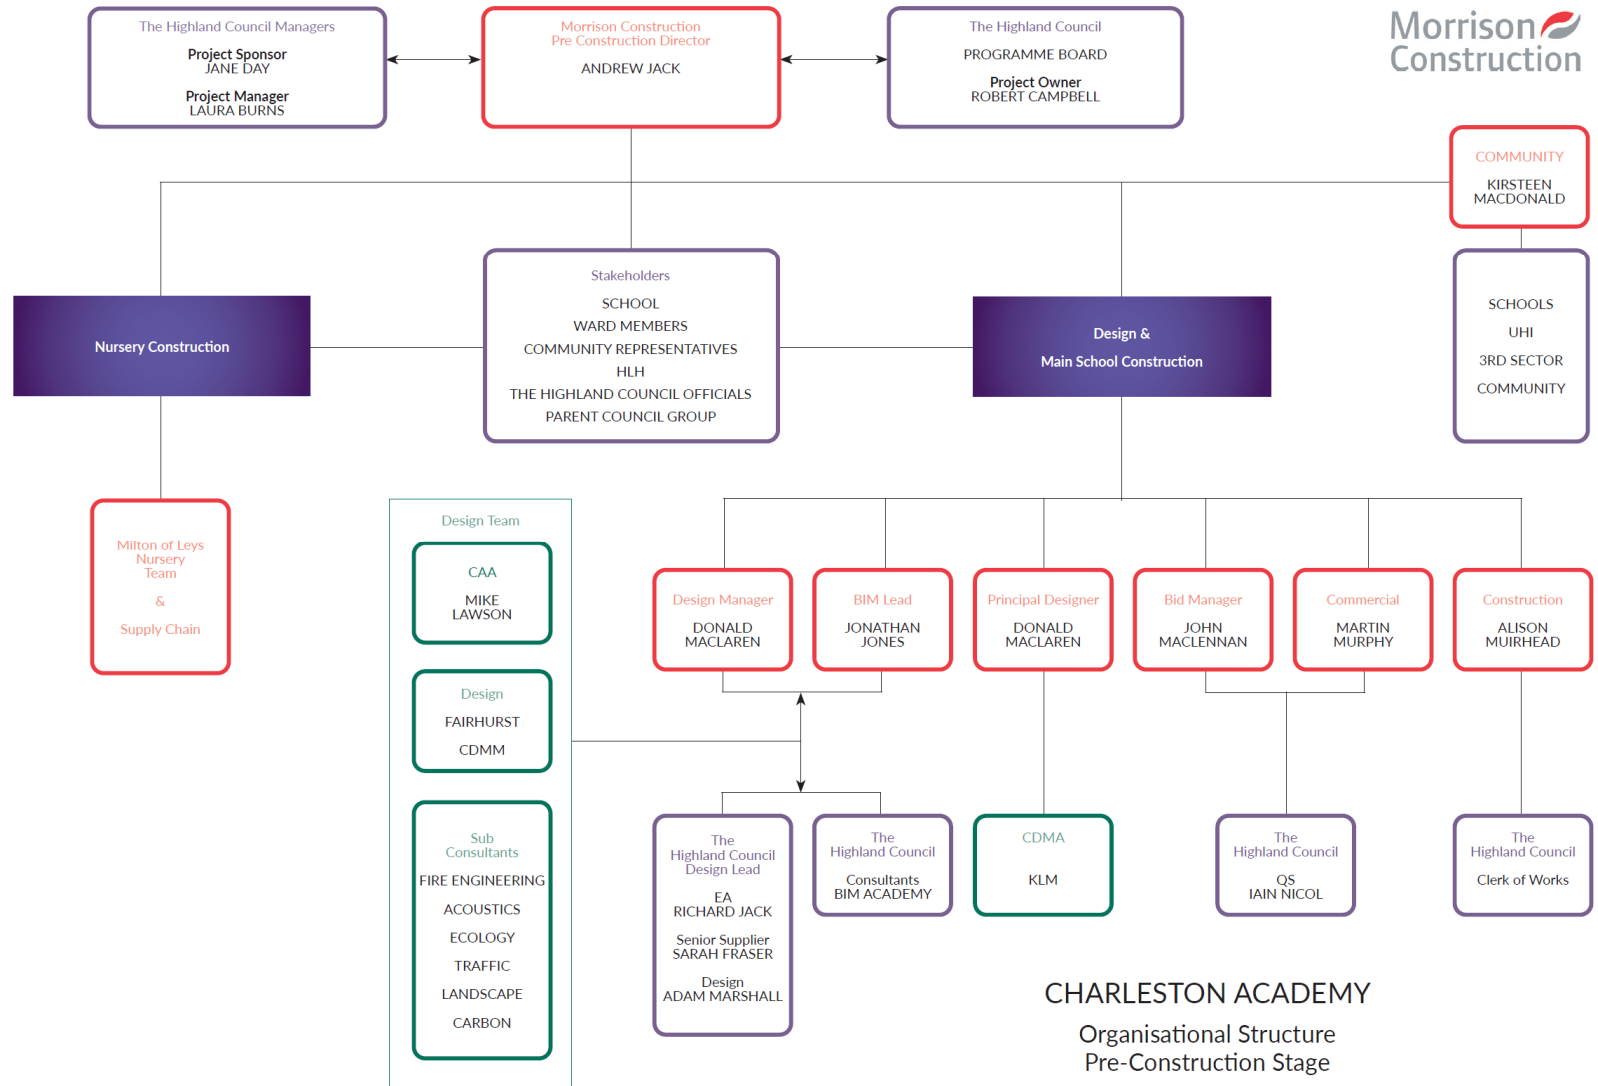 The Highland Council Managers
Project Sponsor
JANE DAY
Project Manager
LAURA BURNS
Morrison Construction
Pre Construction Director
ANDREW JACK
The Highland Council
PROGRAMME BOARD
Project Owner
ROBERT CAMPBELL
Morrison
Construction
COMMUNITY
KIRSTEEN
MACDONALD
Stakeholders
SCHOOL
WARD MEMBERS
COMMUNITY REPRESENTATIVES
HLH
THE HIGHLAND COUNCIL OFFICIALS
PARENT COUNCIL GROUP
Nursery Construction
Design &
Main School Construction
SCHOOLS
UHI
3RD SECTOR
COMMUNITY
Milton of Leys
Nursery
Team
&
Supply Chain
Design Team
CAA
MIKE
LAWSON
Design
FAIRHURST
CDMM
Sub
Consultants
FIRE ENGINEERING
ACOUSTICS
ECOLOGY
TRAFFIC
LANDSCAPE
CARBON
Design Manager
DONALD
MACLAREN
BIM Lead
JONATHAN
JONES
Principal Designer
DONALD
MACLAREN
Bid Manager
JOHN
MACLENNAN
Commercial
MARTIN
MURPHY
Construction
ALISON
MUIRHEAD
The
Highland Council
Design Lead
EA
RICHARD JACK
Senior Supplier
SARAH FRASER
Design
ADAM MARSHALL
The
Highland Council
Consultants
BIM ACADEMY
CDMA
KLM
The
Highland Council
QS
IAIN NICOL
The
Highland Council
Clerk of Works
CHARLESTON ACADEMY
Organisational Structure
Pre-Construction Stage